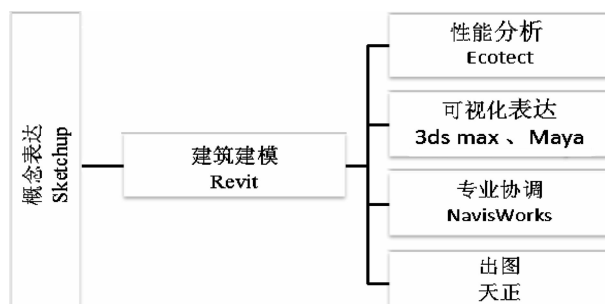 概念表达
Sketchup
建筑建模
Revit
性能分析
Ecotect
可视化表达
3ds max 、Maya
专业协调
NavisWorks
出图
天正